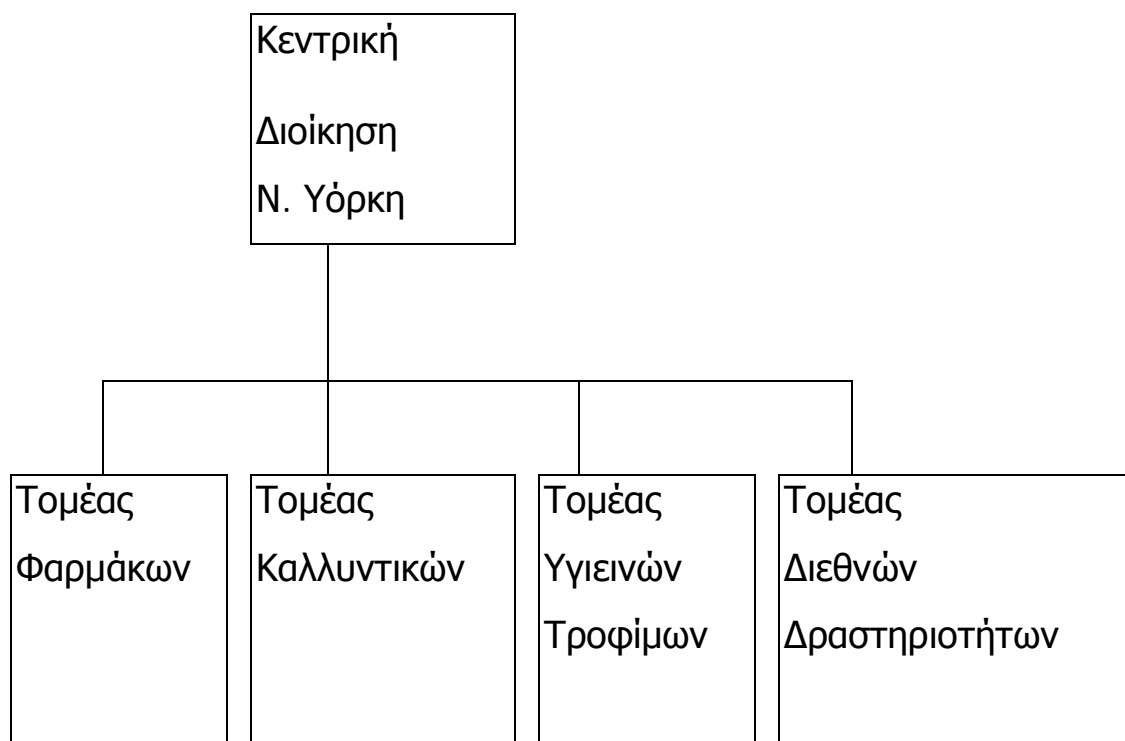 Κεντρική
Διοίκηση
Ν. Υόρκη
Τομέας
Φαρμάκων
Τομέας
Καλλυντικών
Τομέας
Υγιεινών
Τροφίμων
Τομέας
Διεθνών
Δραστηριοτήτων